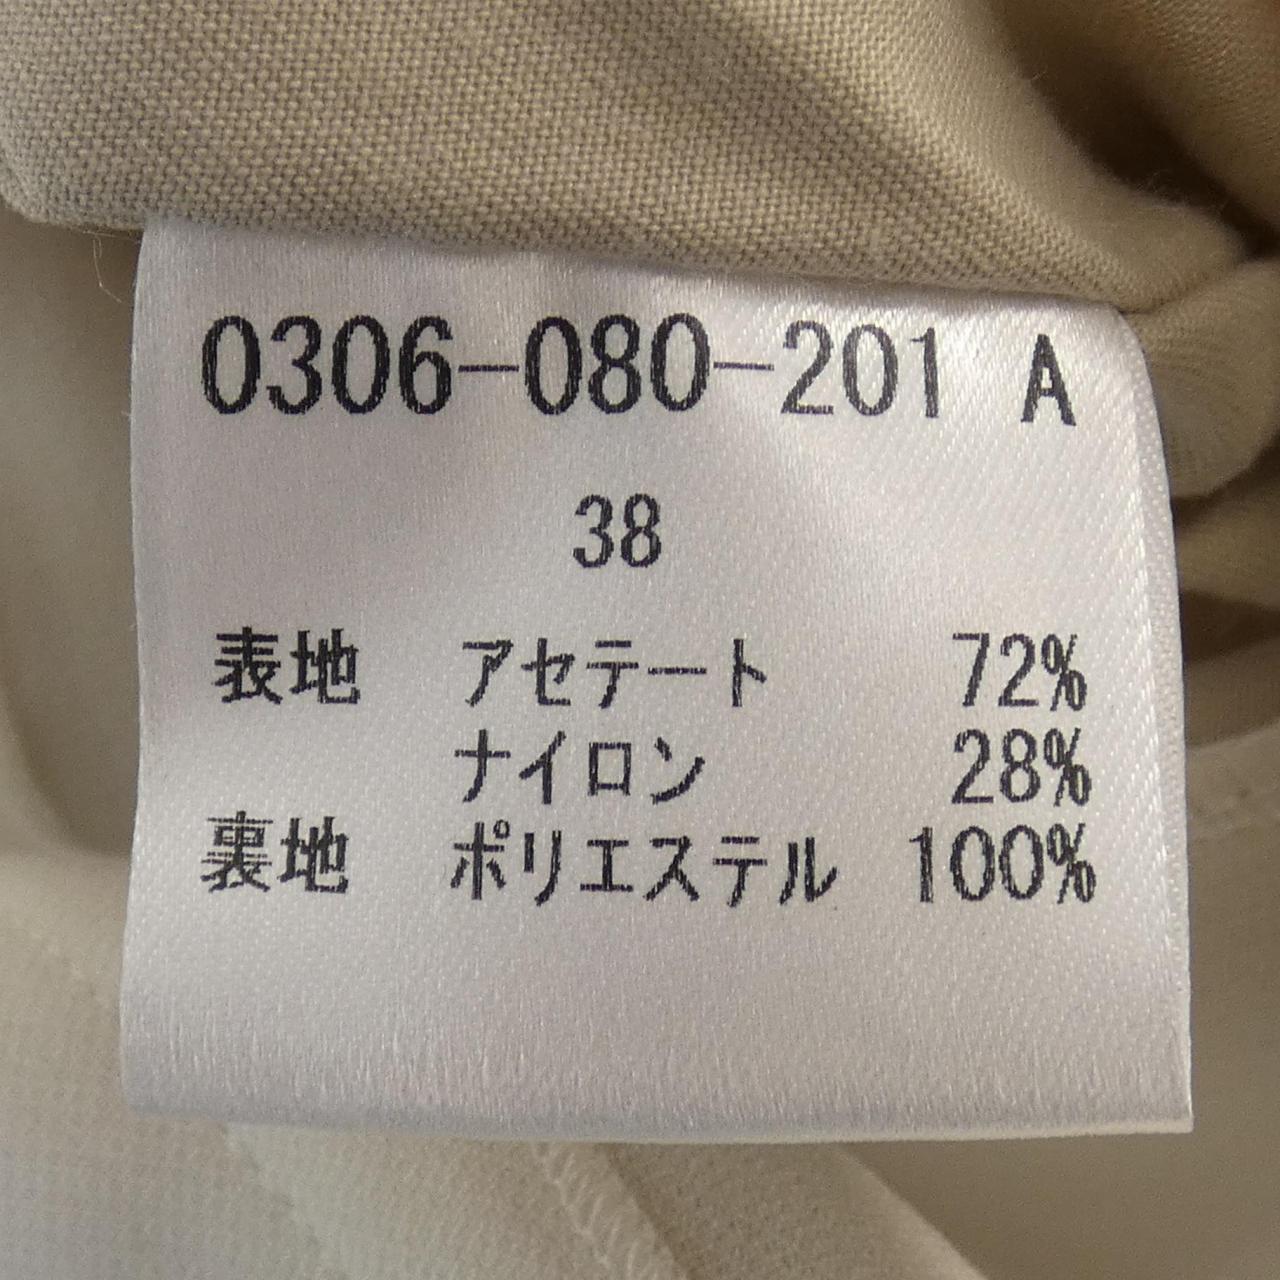 0306-080-201 A
38
表地 アセテート 72%
ナイロン 28%
裏地 ポリエステル 100%